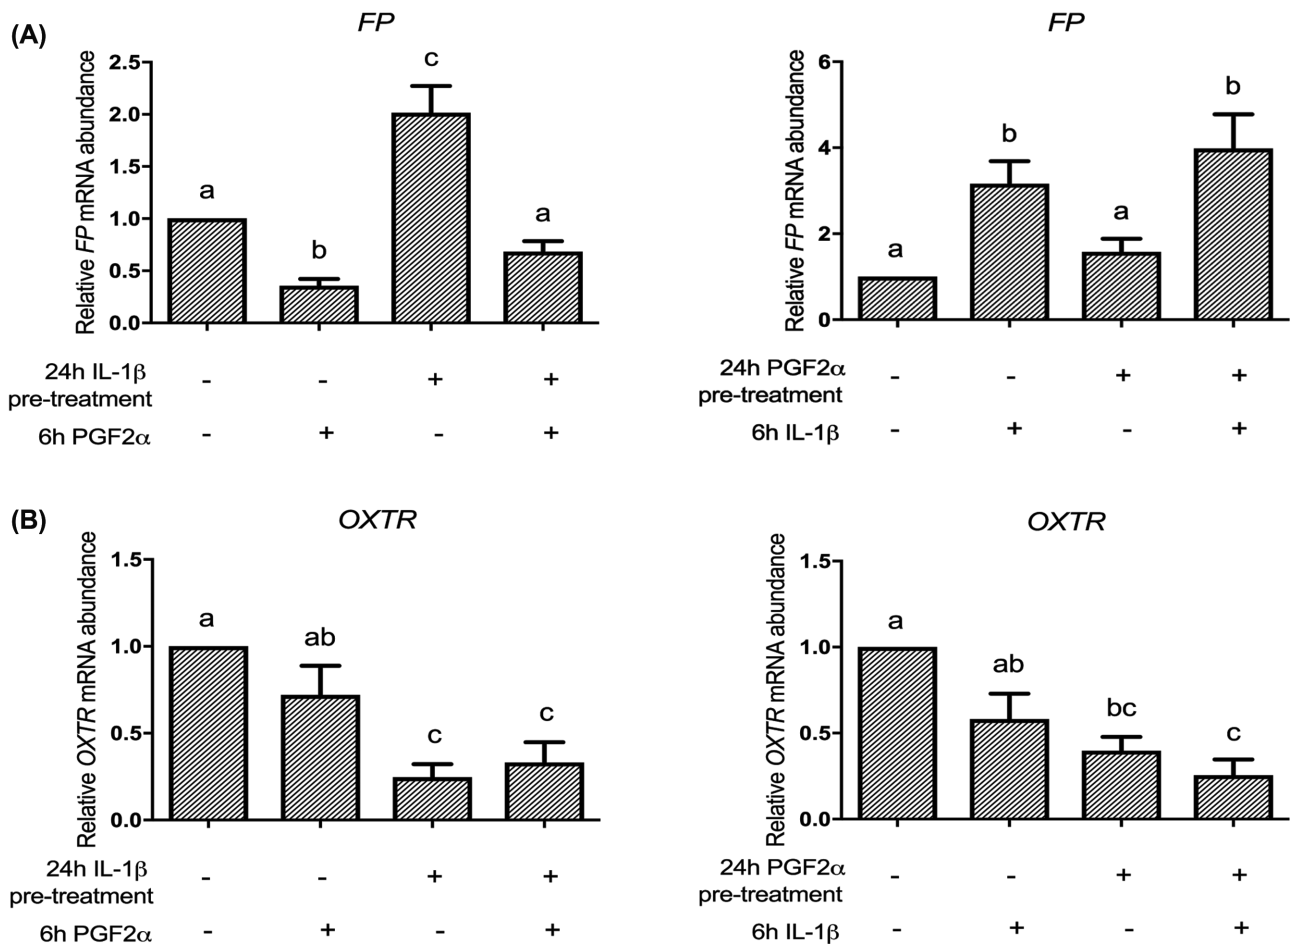 (A)
FP
Relative FP mRNA abundance
2.5
2.0
1.5
1.0
0.5
0.0
a
b
c
a
24h IL-1β
pre-treatment
- - + +
6h PGF2α
- + - +
FP
Relative FP mRNA abundance
6
4
2
0
a
b
a
b
24h PGF2α
pre-treatment
- - + +
6h IL-1β
- + - +
(B)
OXTR
Relative OXTR mRNA abundance
1.5
1.0
0.5
0.0
a
ab
c
c
24h IL-1β
pre-treatment
- - + +
6h PGF2α
- + - +
OXTR
Relative OXTR mRNA abundance
1.5
1.0
0.5
0.0
a
ab
bc
c
24h PGF2α
pre-treatment
- - + +
6h IL-1β
- + - +